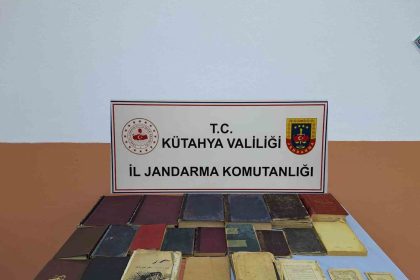 T.C.
KÜTAHYA VALİLİĞİ
İL JANDARMA KOMUTANLIĞI